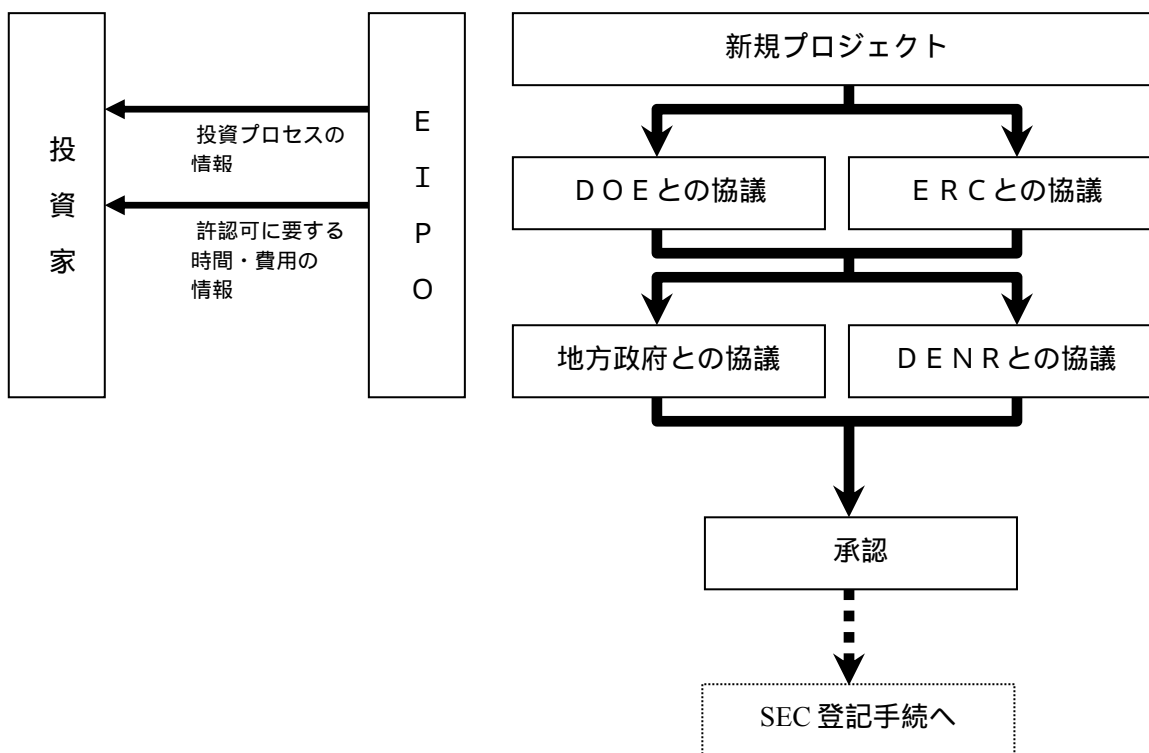 投資家
投資プロセスの
情報
許認可に要する
時間・費用の
情報
ＥＩＰＯ
新規プロジェクト
ＤＯＥとの協議
ＥＲＣとの協議
地方政府との協議
ＤＥＮＲとの協議
承認
SEC 登記手続へ